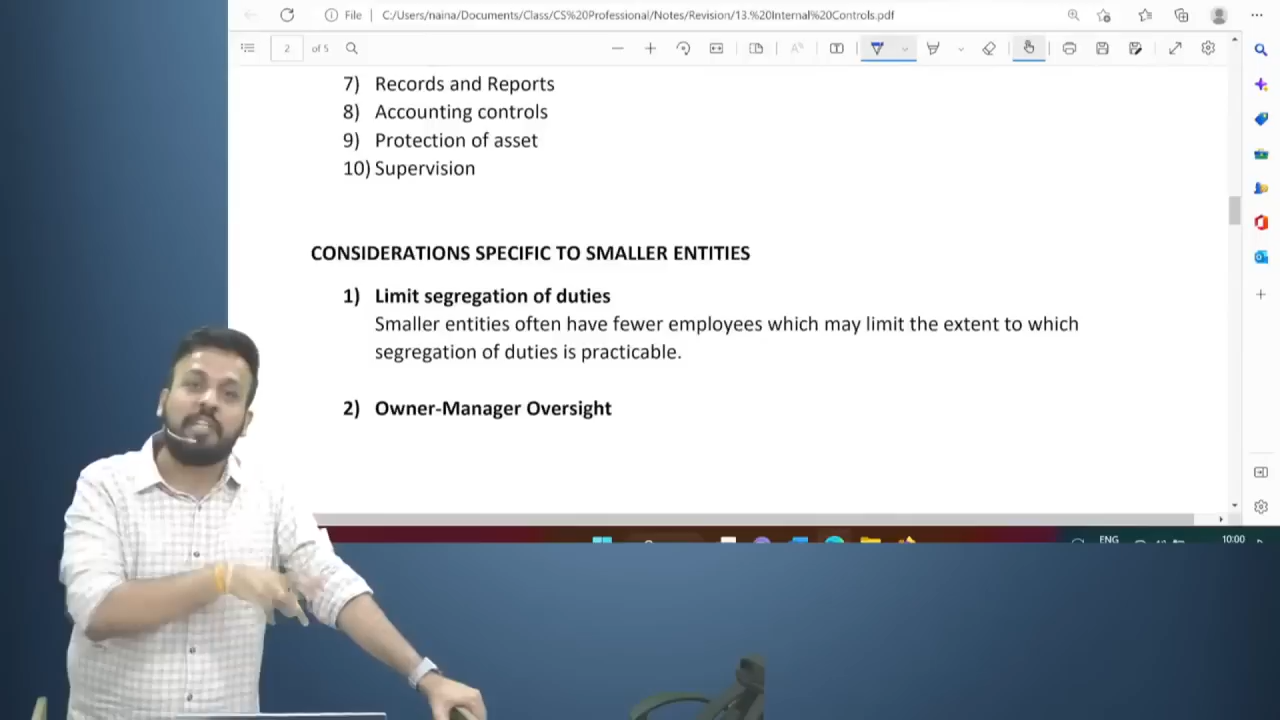 File
C:/Users/naina/Documents/Class/CS%20Professional/Notes/Revision/13.%20Internal%20Controls.pdf
2 of 5
7) Records and Reports
8) Accounting controls
9) Protection of asset
10) Supervision
CONSIDERATIONS SPECIFIC TO SMALLER ENTITIES
1) Limit segregation of duties
Smaller entities often have fewer employees which may limit the extent to which
segregation of duties is practicable.
2) Owner-Manager Oversight
ENG
10:00